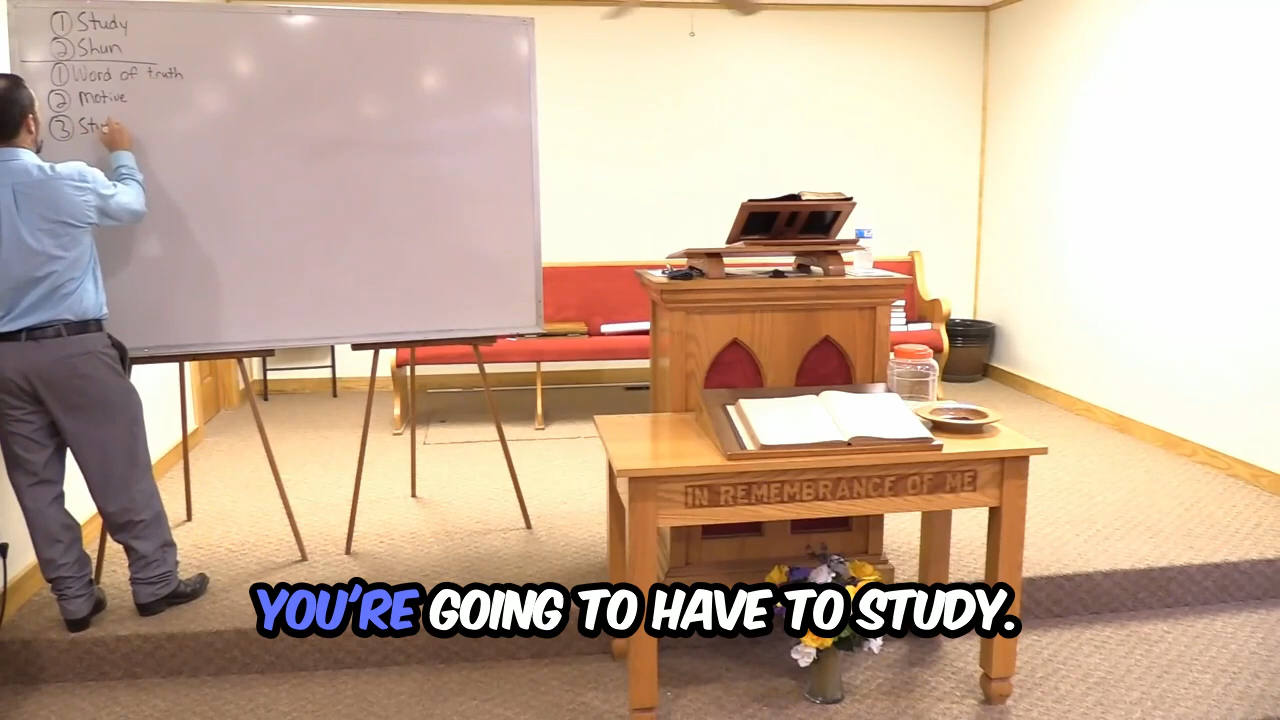 ① Study
② Shun
① Word of truth
② Motive
③
IN REMEMBRANCE OF ME
YOU'RE GOING TO HAVE TO STUDY.